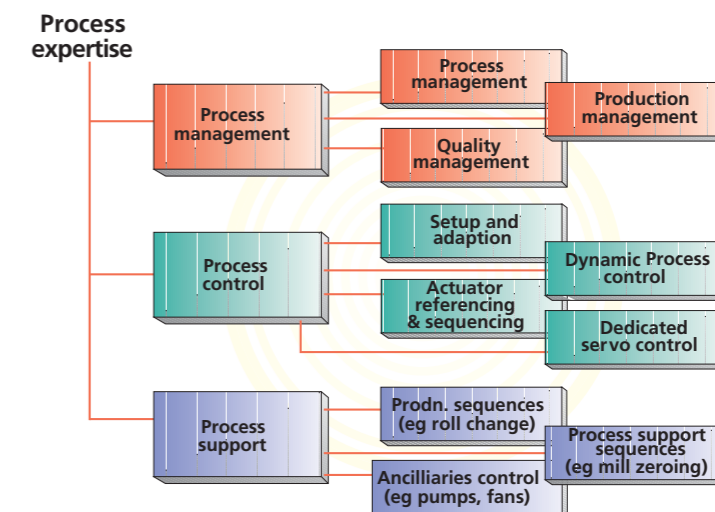 Process
expertise
Process
management
Process
management
Production
management
Quality
management
Process
control
Setup and
adaption
Dynamic Process
control
Actuator
referencing
& sequencing
Dedicated
servo control
Process
support
Prodn. sequences
(eg roll change)
Process support
sequences
(eg mill zeroing)
Ancilliaries control
(eg pumps, fans)